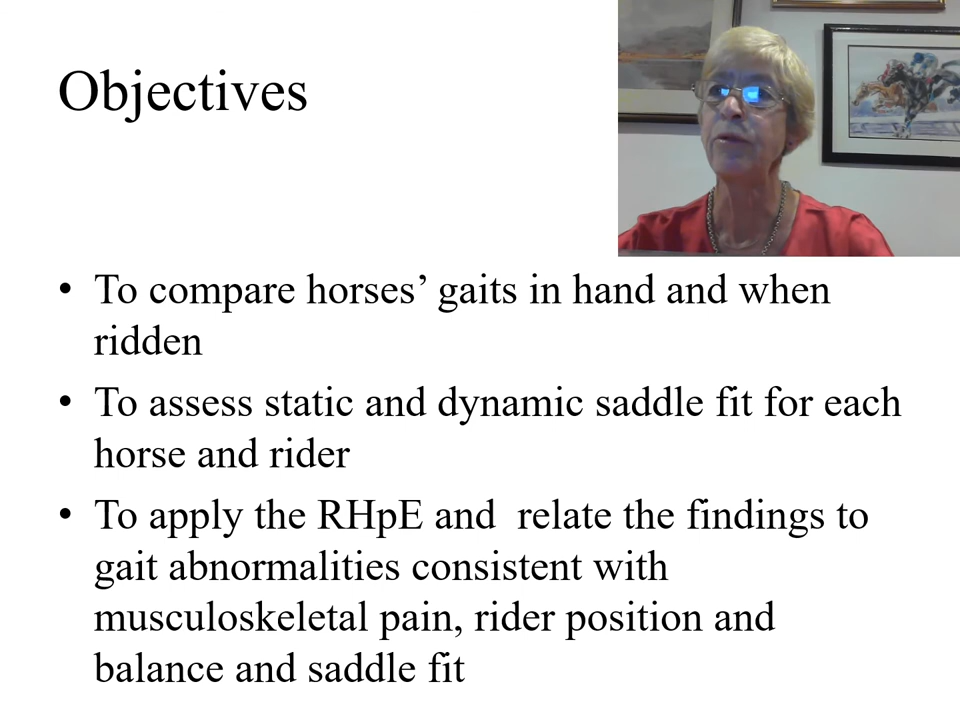 Objectives
• To compare horses’ gaits in hand and when
ridden
• To assess static and dynamic saddle fit for each
horse and rider
• To apply the RHpE and  relate the findings to
gait abnormalities consistent with
musculoskeletal pain, rider position and
balance and saddle fit